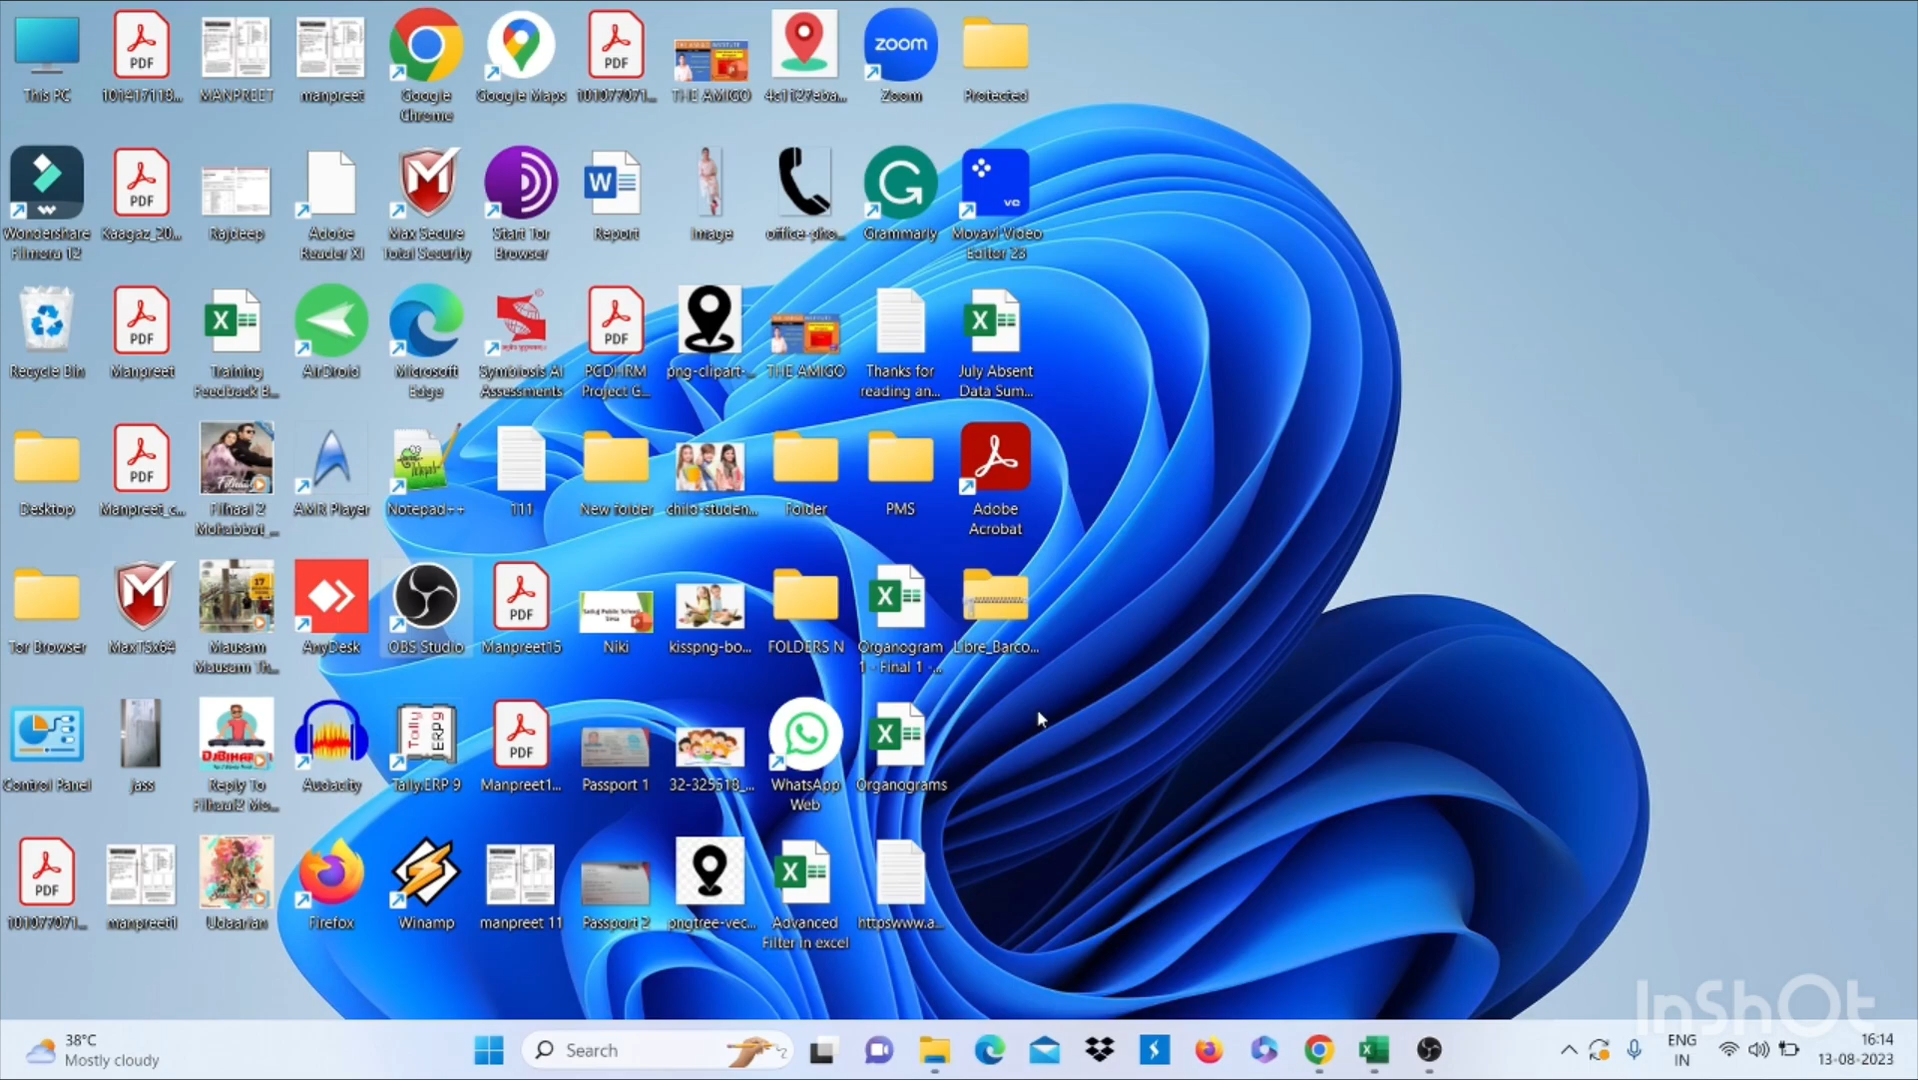 This PC
101417118...
MANPREET
manpreet
Google
Chrome
Google Maps
101077071...
THE AMIGO
4c1127eba...
zoom
Zoom
Protected
Wondershare
Filmora 12
PDF
Kaagaz_20...
Rajdeep
Adobe
Reader XI
Max Secure
Total Security
Start Tor
Browser
Report
Image
office-pho...
Grammarly
Movavi Video
Editor 23
Recycle Bin
PDF
Manpreet
Training
Feedback B...
AirDroid
Microsoft
Edge
Symbiosis AI
Assessments
PDF
PGDHRM
Project G...
png-clipart-...
THE AMIGO
Thanks for
reading an...
July Absent
Data Sum...
Desktop
PDF
Manpreet_c...
Filhaal 2
Mohabbat_...
AMR Player
Notepad++
111
New folder
child-studen...
Folder
PMS
Adobe
Acrobat
Tor Browser
MaxTSx64
Mausam
Mausam Th...
AnyDesk
OBS Studio
PDF
Manpreet15
Niki
kisspng-bo...
FOLDERS N
Organogram
1 - Final 1 -...
Libre_Barco...
Control Panel
jass
Reply To
Filhaal2 Mo...
Audacity
Tally ERP9
Tally.ERP 9
PDF
Manpreet1...
Passport 1
32-325518_...
WhatsApp
Web
Organograms
PDF
101077071...
manpreet1
Udaarian
Firefox
Winamp
manpreet 11
Passport 2
pngtree-vec...
Advanced
Filter in excel
httpswww.a...
InShOt
38°C
Mostly cloudy
Search
ENG
IN
16:14
13-08-2023